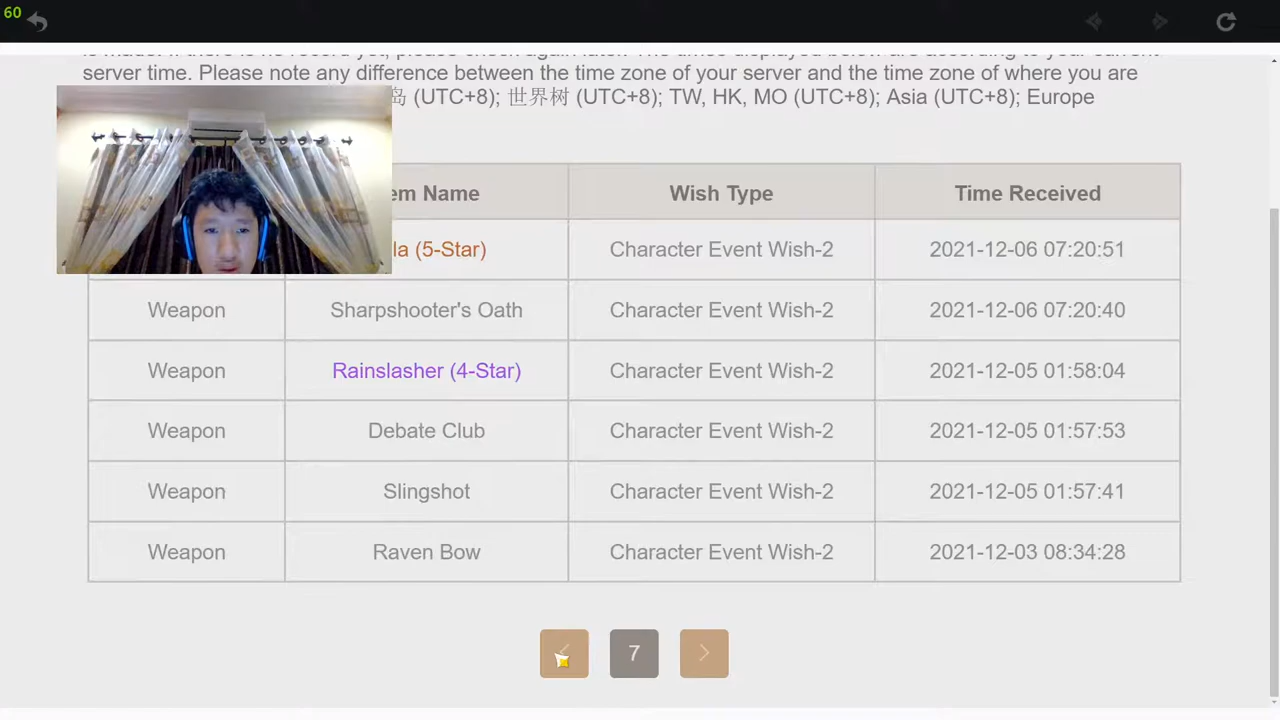 60
server time. Please note any difference between the time zone of your server and the time zone of where you are
岛 (UTC+8); 世界树 (UTC+8); TW, HK, MO (UTC+8); Asia (UTC+8); Europe
em Name Wish Type Time Received
la (5-Star) Character Event Wish-2 2021-12-06 07:20:51
Weapon Sharpshooter's Oath Character Event Wish-2 2021-12-06 07:20:40
Weapon Rainslasher (4-Star) Character Event Wish-2 2021-12-05 01:58:04
Weapon Debate Club Character Event Wish-2 2021-12-05 01:57:53
Weapon Slingshot Character Event Wish-2 2021-12-05 01:57:41
Weapon Raven Bow Character Event Wish-2 2021-12-03 08:34:28
7